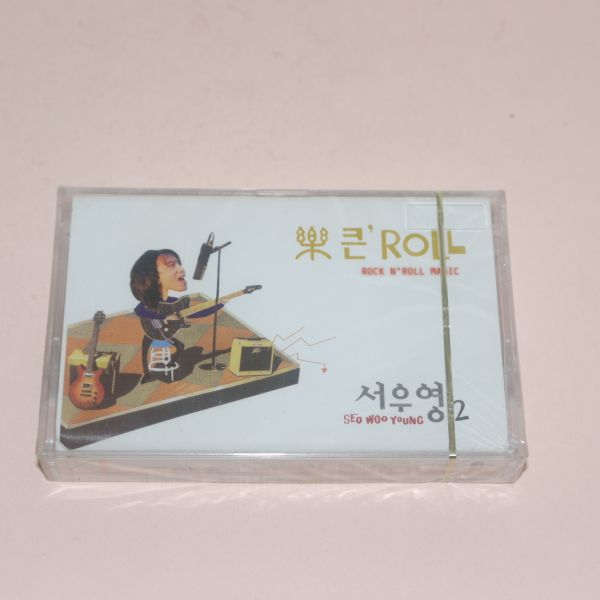 樂 큰' ROLL
ROCK N' ROLL MAGIC
서우영 2
SEO WOO YOUNG